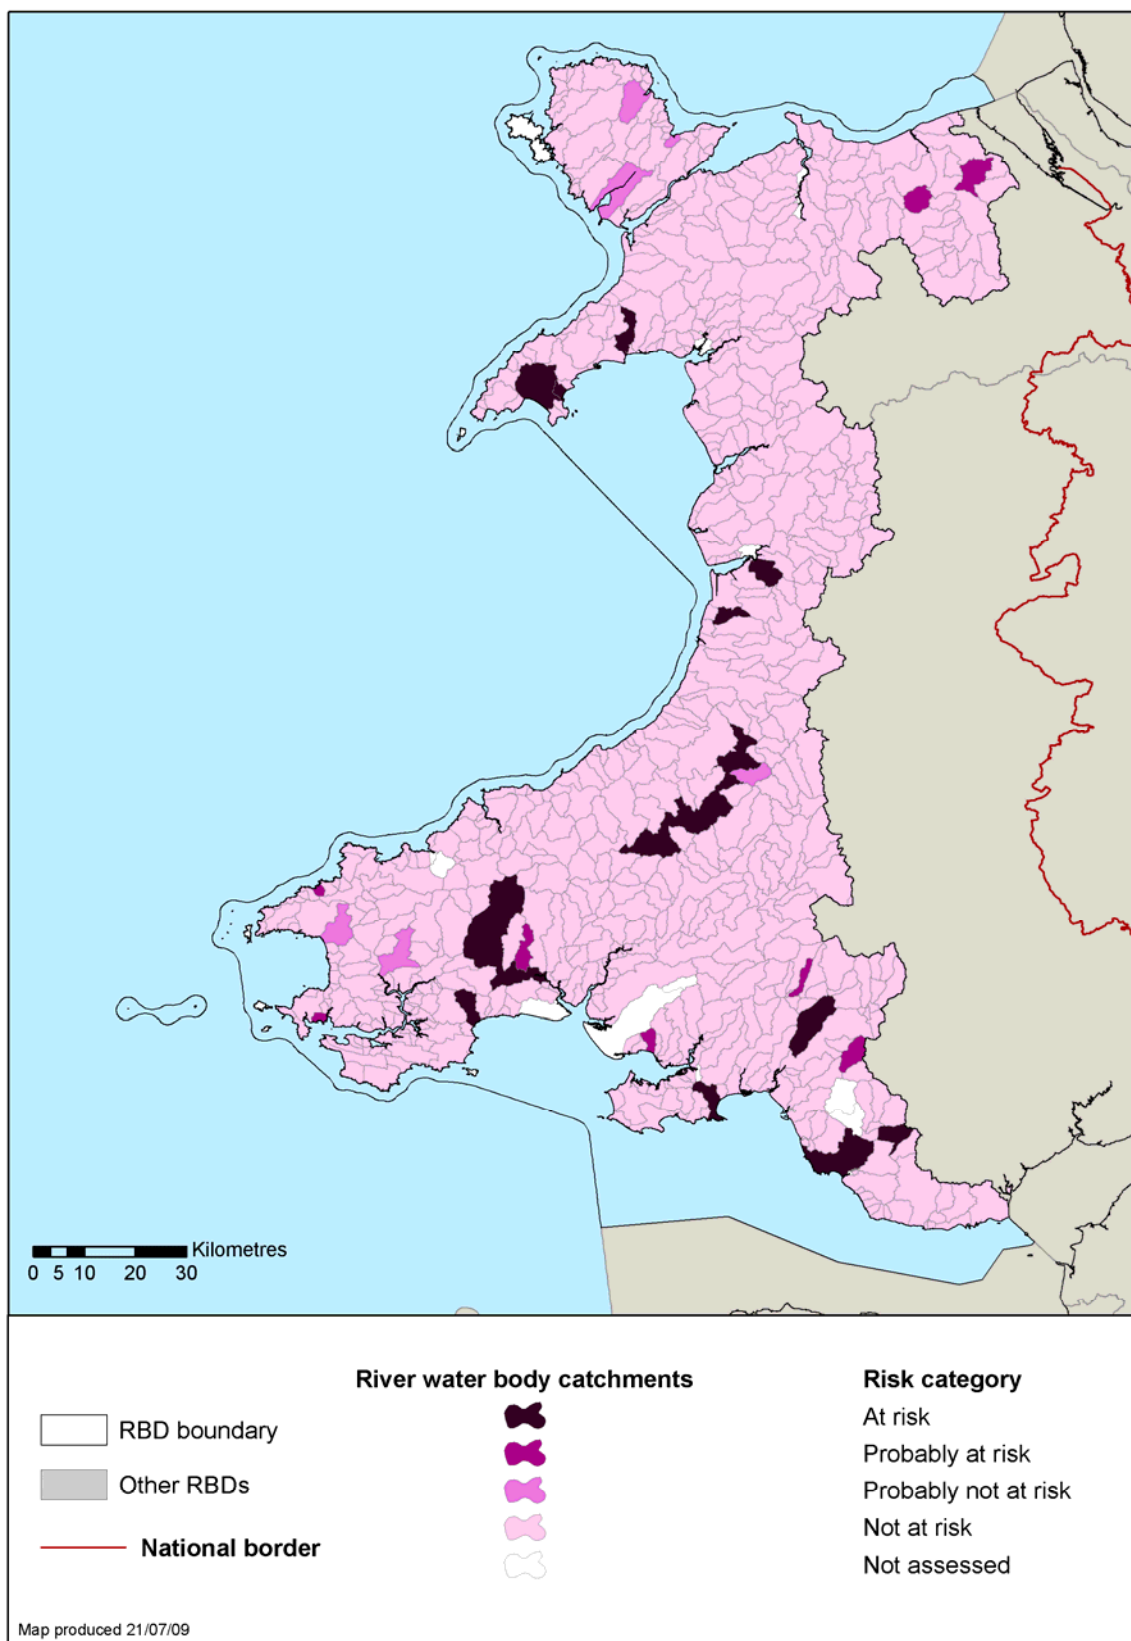 Kilometres
0 5 10 20 30
River water body catchments
Risk category
RBD boundary
At risk
Probably at risk
Other RBDs
Probably not at risk
Not at risk
National border
Not assessed
Map produced 21/07/09